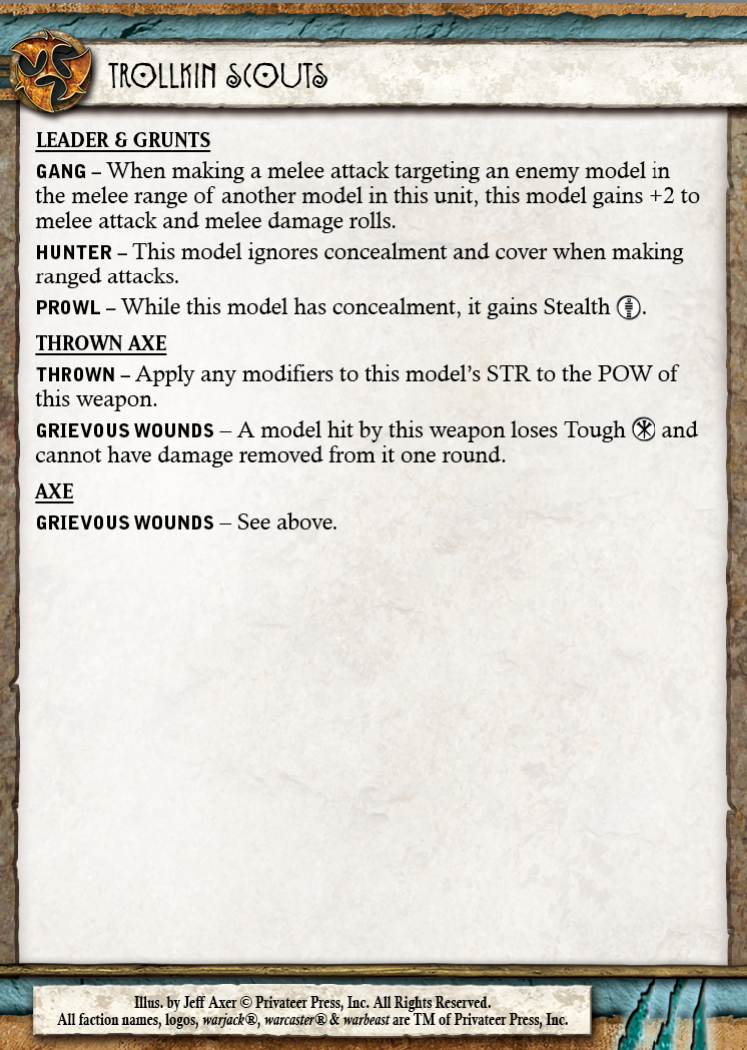 TROLLKIN SCOUTS
LEADER & GRUNTS
GANG – When making a melee attack targeting an enemy model in
the melee range of another model in this unit, this model gains +2 to
melee attack and melee damage rolls.
HUNTER – This model ignores concealment and cover when making
ranged attacks.
PROWL – While this model has concealment, it gains Stealth .
THROWN AXE
THROWN – Apply any modifiers to this model’s STR to the POW of
this weapon.
GRIEVOUS WOUNDS – A model hit by this weapon loses Tough and
cannot have damage removed from it one round.
AXE
GRIEVOUS WOUNDS – See above.
Illus. by Jeff Axer © Privateer Press, Inc. All Rights Reserved.
All faction names, logos, warjack®, warcaster® & warbeast are TM of Privateer Press, Inc.